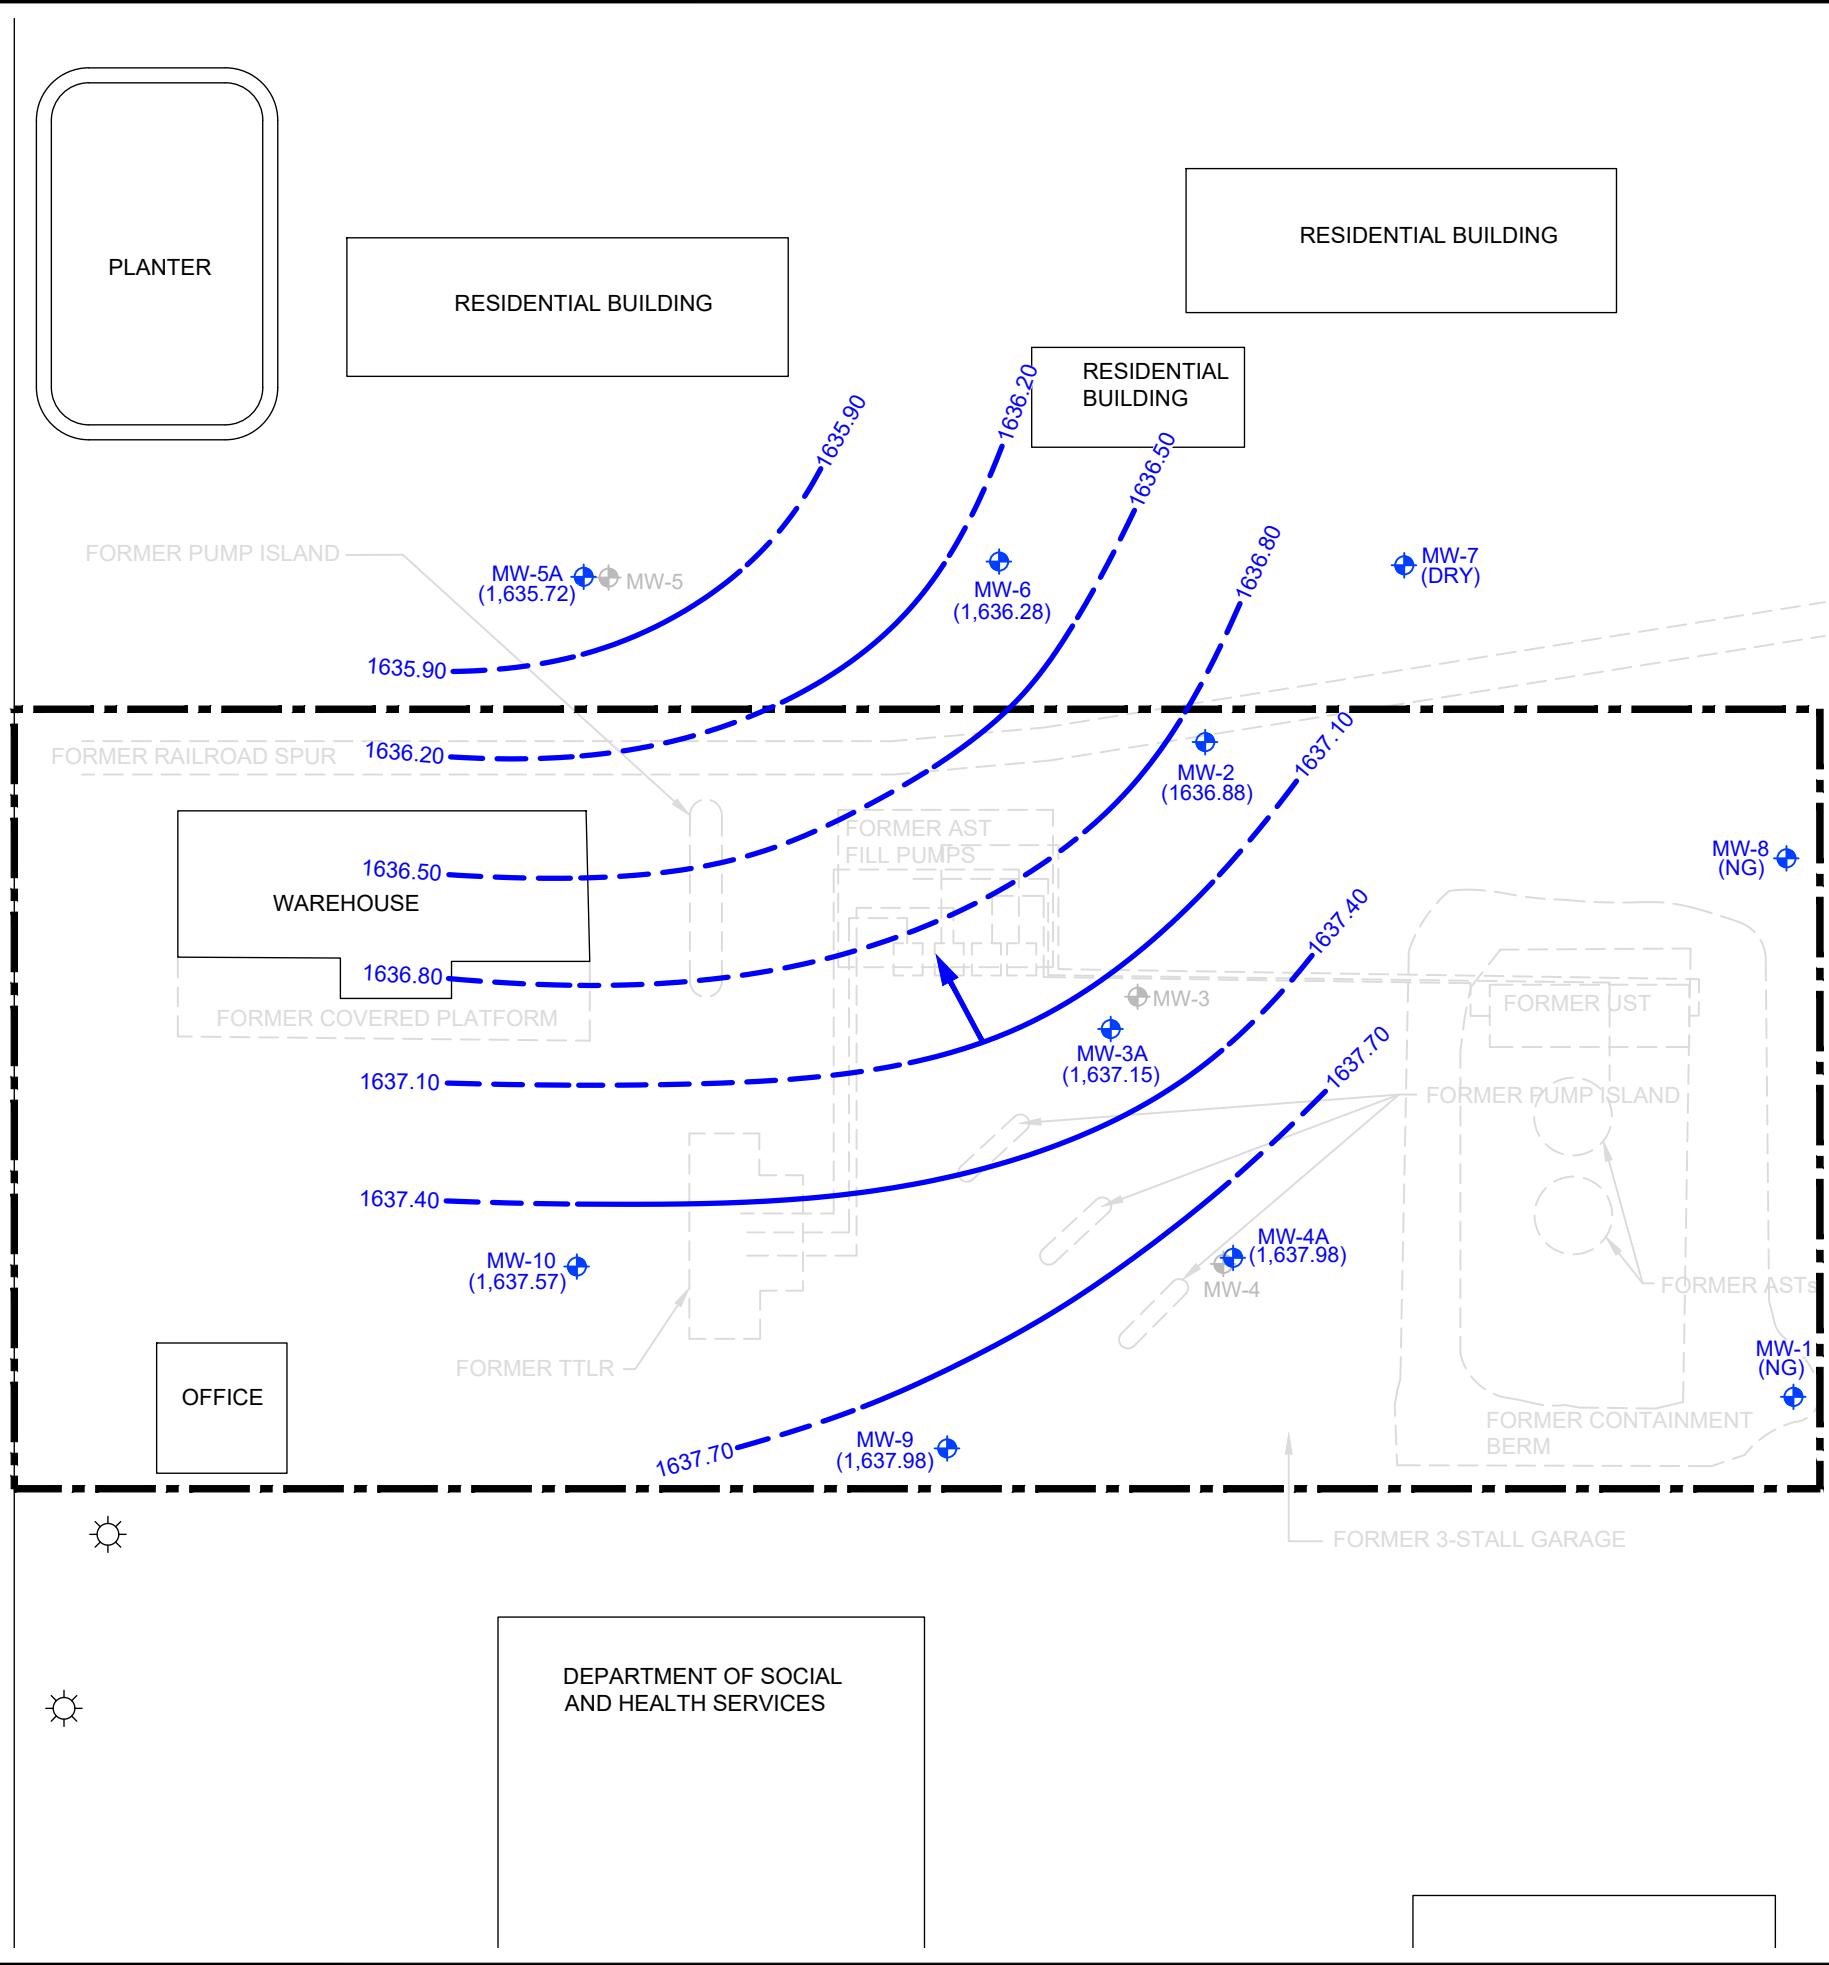 PLANTER
RESIDENTIAL BUILDING
RESIDENTIAL BUILDING
RESIDENTIAL
BUILDING
1636.20
1635.90
1636.50
1636.80
FORMER PUMP ISLAND
MW-5A
(1,635.72)
MW-5
MW-6
(1,636.28)
MW-7
(DRY)
1635.90
FORMER RAILROAD SPUR
1636.20
1637.10
MW-2
(1636.88)
FORMER AST
FILL PUMPS
MW-8
(NG)
1636.50
WAREHOUSE
1637.40
1636.80
FORMER COVERED PLATFORM
MW-3
FORMER UST
MW-3A
(1,637.15)
1637.70
1637.10
FORMER PUMP ISLAND
1637.40
MW-10
(1,637.57)
MW-4A
(1,637.98)
MW-4
FORMER ASTs
FORMER TTLR
MW-1
(NG)
OFFICE
FORMER CONTAINMENT
BERM
1637.70
MW-9
(1,637.98)
FORMER 3-STALL GARAGE
DEPARTMENT OF SOCIAL
AND HEALTH SERVICES